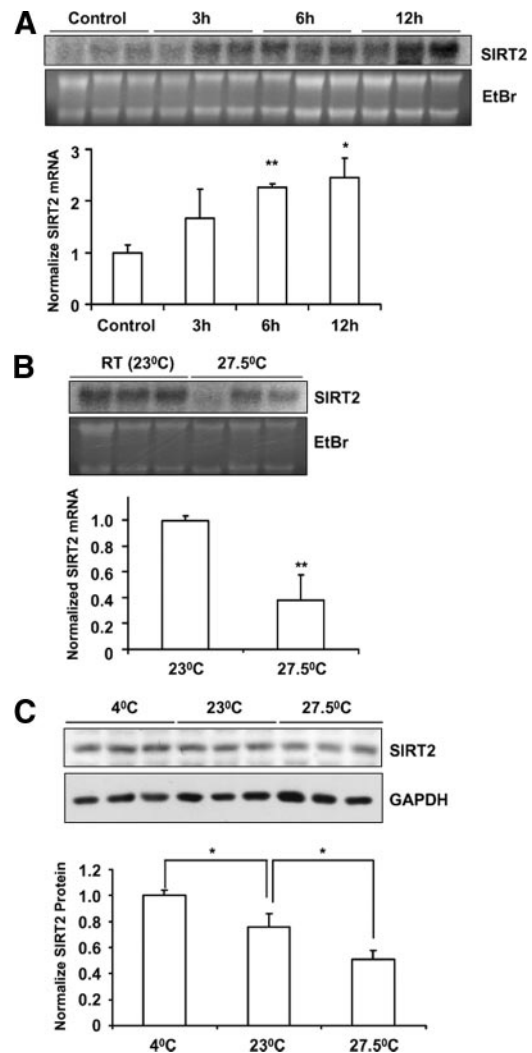 A
Control 3h 6h 12h
SIRT2
EtBr
Normalize SIRT2 mRNA
3
2
1
0
** *
Control 3h 6h 12h
B
RT (23⁰C) 27.5⁰C
SIRT2
EtBr
Normalized SIRT2 mRNA
1.0
0.8
0.6
0.4
0.2
0
**
23⁰C 27.5⁰C
C
4⁰C 23⁰C 27.5⁰C
SIRT2
GAPDH
Normalize SIRT2 Protein
1.2
1.0
0.8
0.6
0.4
0.2
0
* *
4⁰C 23⁰C 27.5⁰C